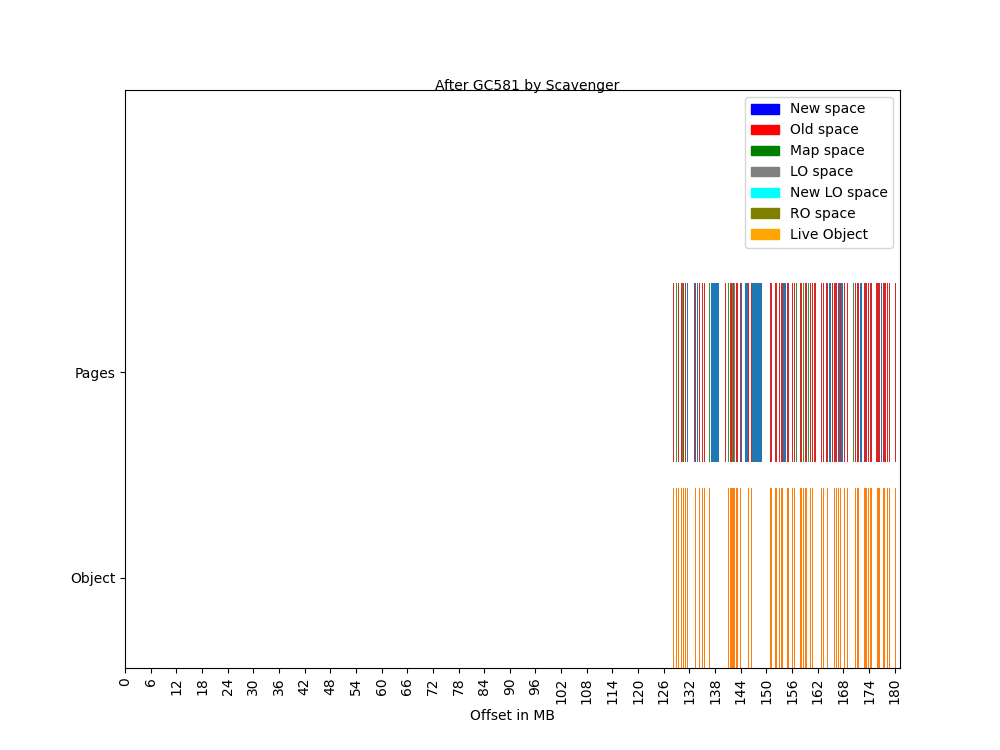 After GC581 by Scavenger
New space
Old space
Map space
LO space
New LO space
RO space
Live Object
Pages
Object
0 6 12 18 24 30 36 42 48 54 60 66 72 78 84 90 96 102 108 114 120 126 132 138 144 150 156 162 168 174 180
Offset in MB